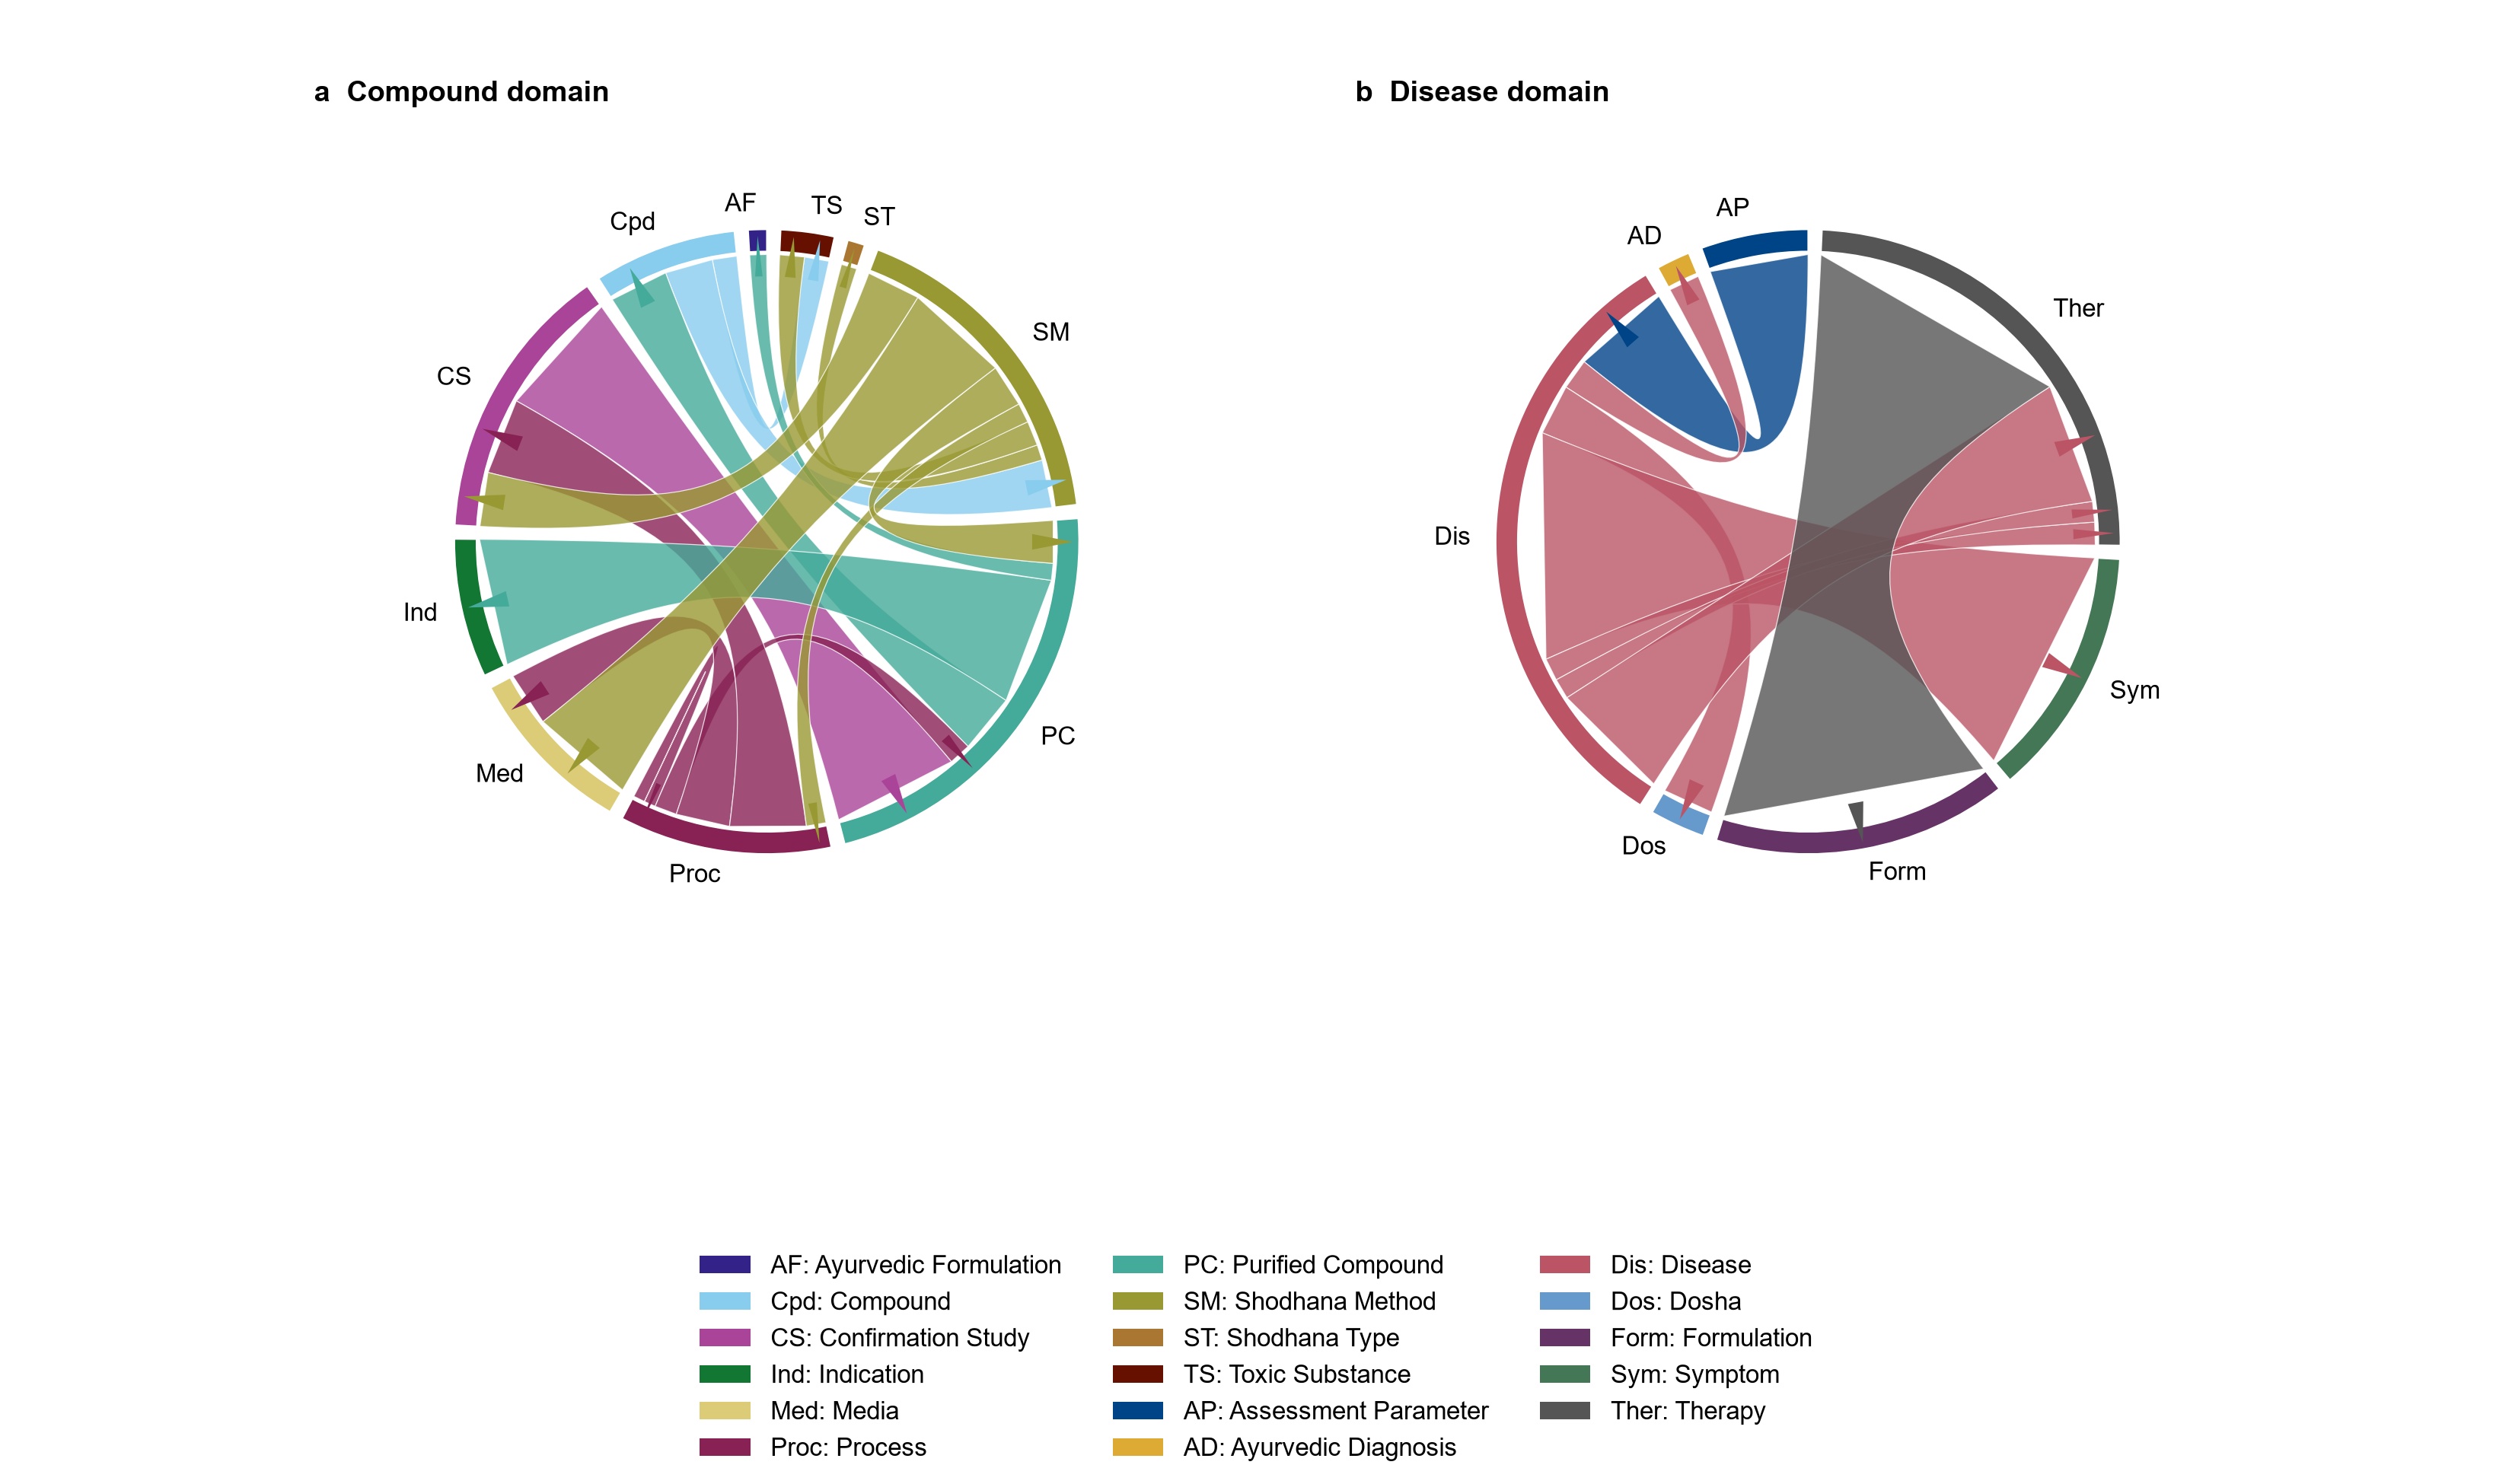 a Compound domain
b Disease domain
AF
TS
ST
Cpd
SM
CS
Ind
Med
PC
Proc
AP
AD
Ther
Dis
Sym
Dos
Form
AF: Ayurvedic Formulation
Cpd: Compound
CS: Confirmation Study
Ind: Indication
Med: Media
Proc: Process
PC: Purified Compound
SM: Shodhana Method
ST: Shodhana Type
TS: Toxic Substance
AP: Assessment Parameter
AD: Ayurvedic Diagnosis
Dis: Disease
Dos: Dosha
Form: Formulation
Sym: Symptom
Ther: Therapy